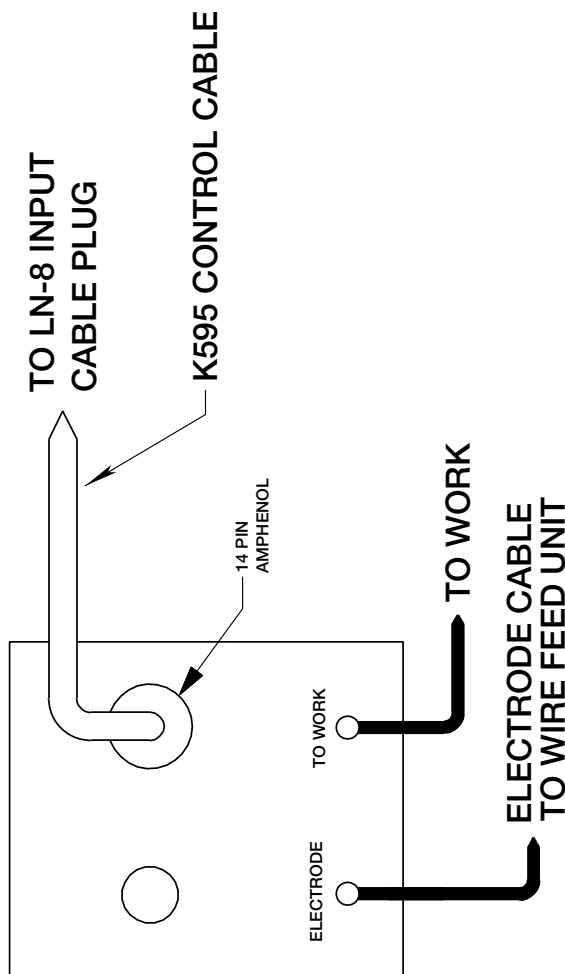 TO LN-8 INPUT
CABLE PLUG
K595 CONTROL CABLE
14 PIN
AMPHENOL
TO WORK
TO WORK
ELECTRODE
ELECTRODE CABLE
TO WIRE FEED UNIT